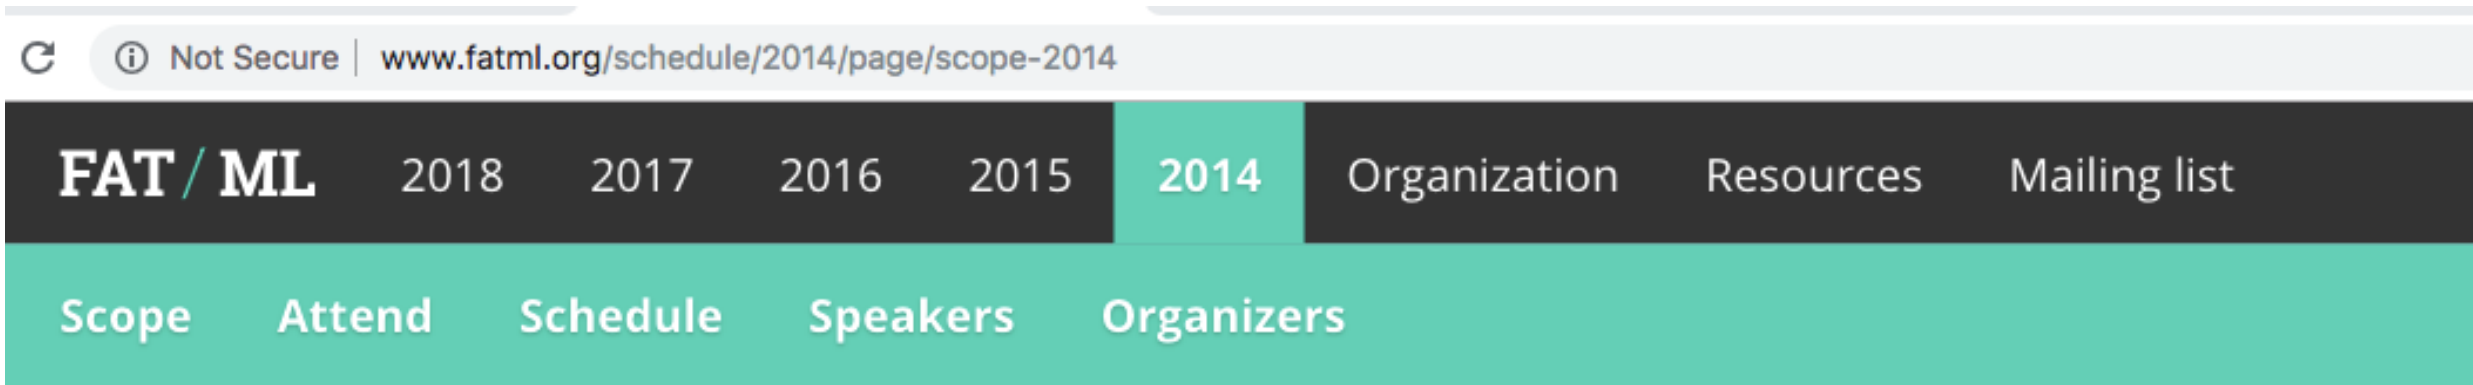 Not Secure | www.fatml.org/schedule/2014/page/scope-2014
FAT/ML 2018 2017 2016 2015 2014 Organization Resources Mailing list
Scope Attend Schedule Speakers Organizers